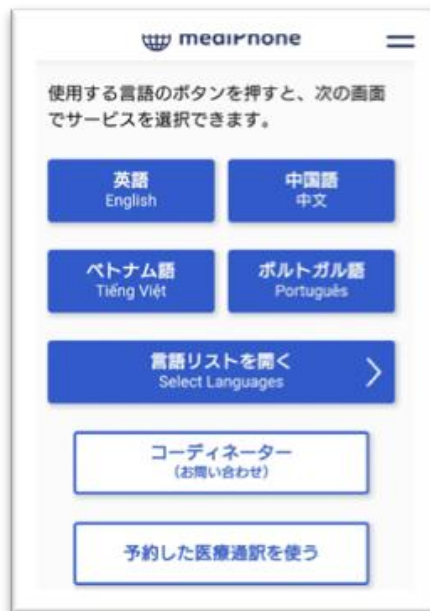 mediPhone
使用する言語のボタンを押すと、次の画面
でサービスを選択できます。
英語
English
中国語
中文
ベトナム語
Tiếng Việt
ポルトガル語
Português
言語リストを開く
Select Languages
コーディネーター
（お問い合わせ）
予約した医療通訳を使う